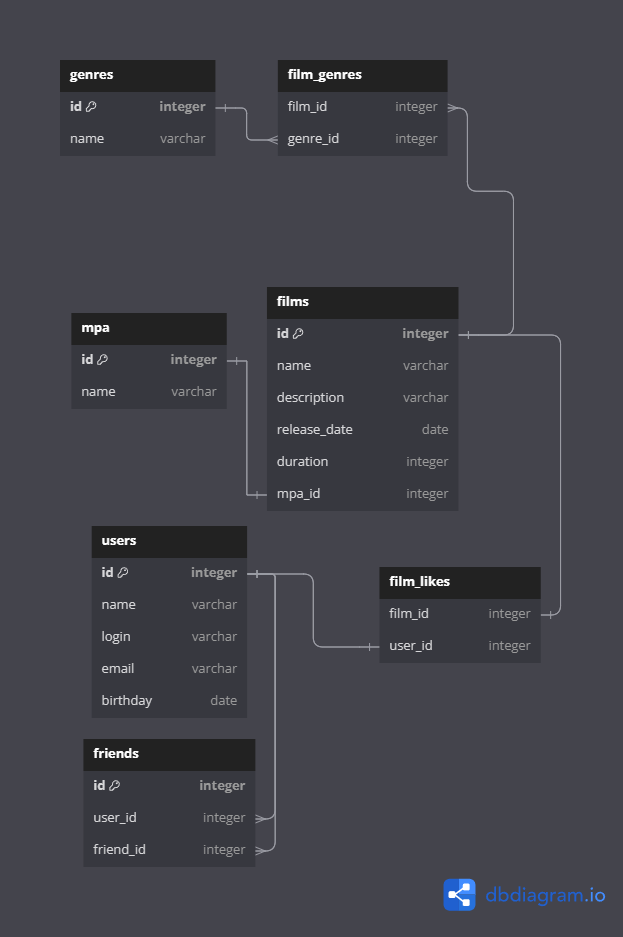 genres
id integer
name varchar
film_genres
film_id integer
genre_id integer
films
id integer
name varchar
description varchar
release_date date
duration integer
mpa_id integer
mpa
id integer
name varchar
users
id integer
name varchar
login varchar
email varchar
birthday date
film_likes
film_id integer
user_id integer
friends
id integer
user_id integer
friend_id integer
dbdiagram.io